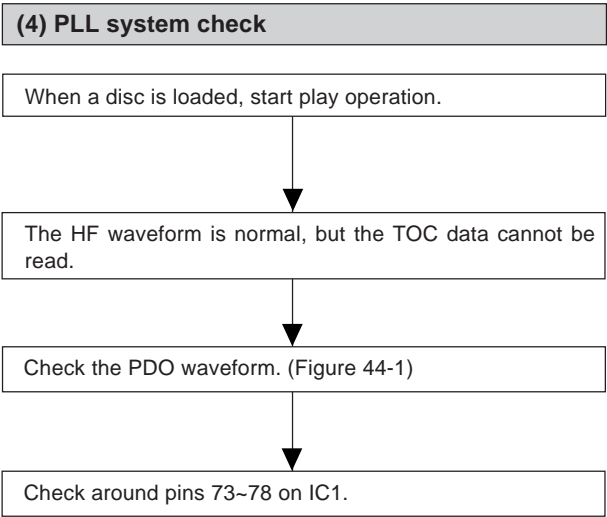 (4) PLL system check
When a disc is loaded, start play operation.
The HF waveform is normal, but the TOC data cannot be
read.
Check the PDO waveform. (Figure 44-1)
Check around pins 73~78 on IC1.